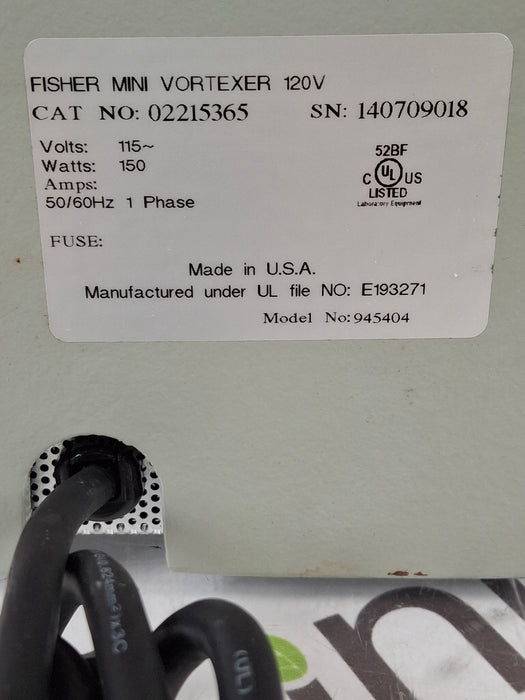 FISHER MINI VORTEXER 120V
CAT NO: 02215365 SN: 140709018
Volts: 115~
Watts: 150
Amps:
50/60Hz 1 Phase
52BF
C UL US
LISTED
Laboratory Equipment
FUSE:
Made in U.S.A.
Manufactured under UL file NO: E193271
Model No:945404
(UL)